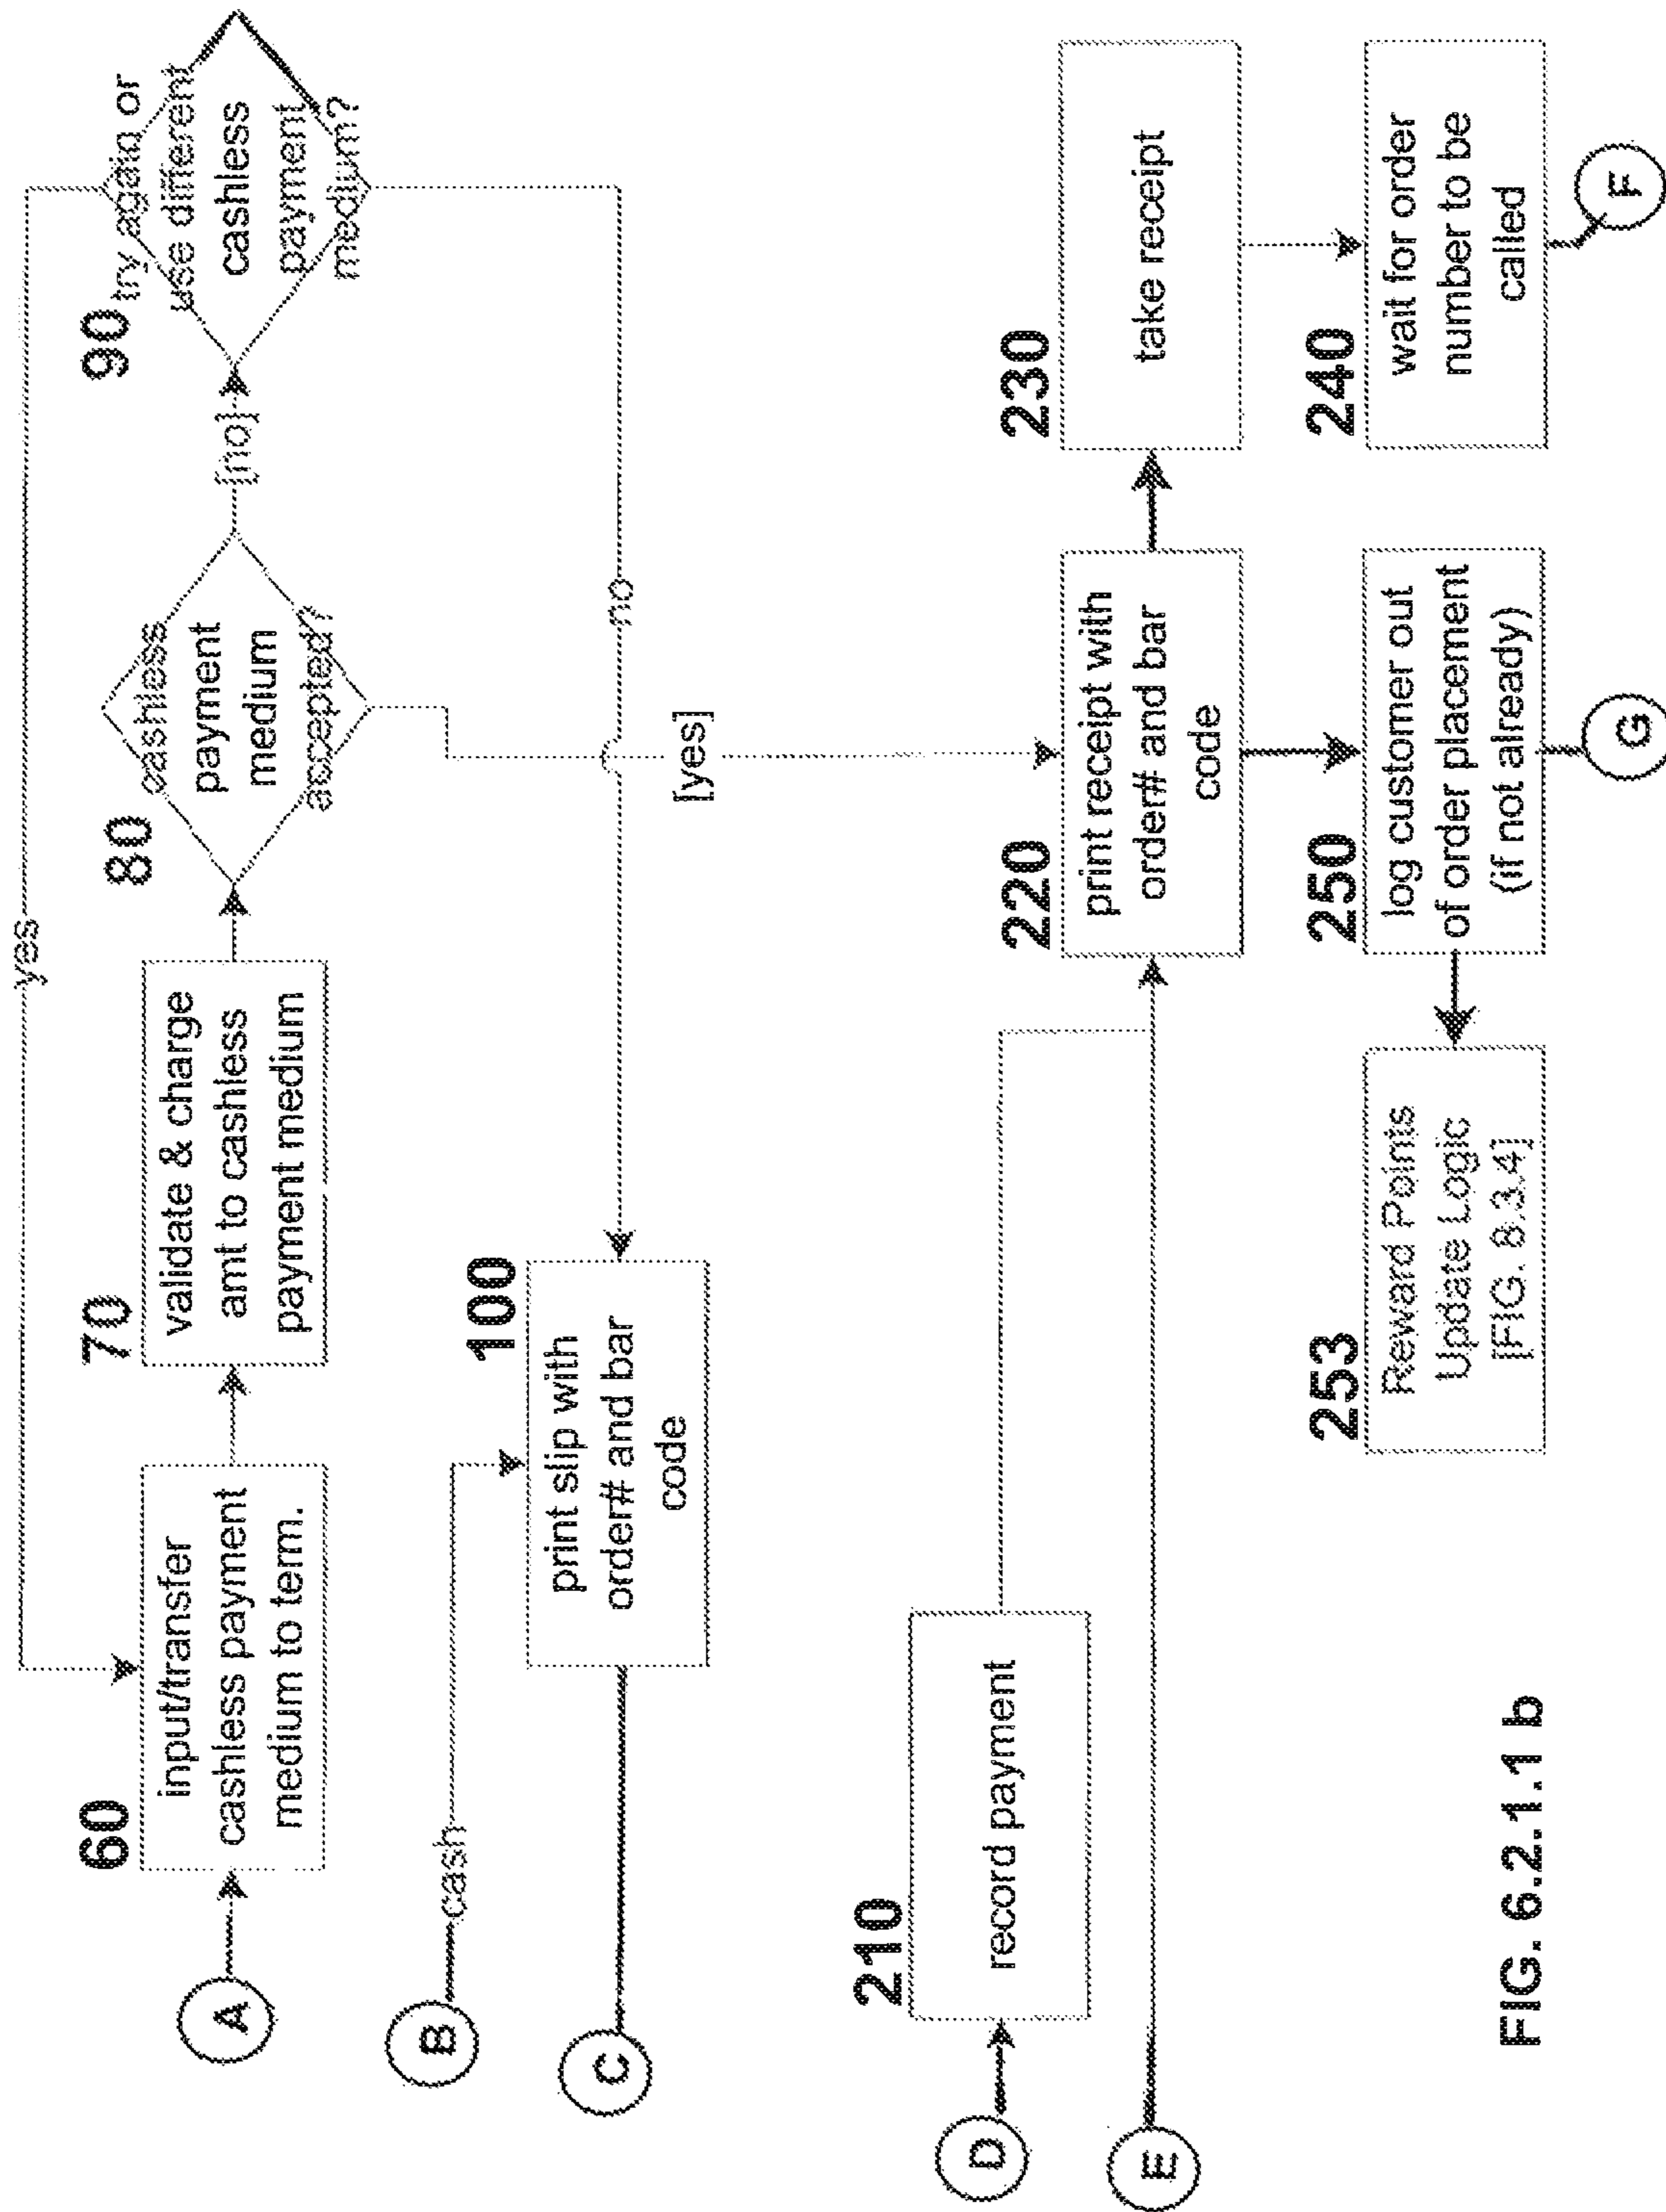 yes
A
60
input/transfer
cashless payment
medium to term.
70
validate & charge
amt to cashless
payment medium
80
cashless
payment
medium
accepted?
[no]
90
try again or
use different
cashless
payment
medium?
B
cash
C
100
print slip with
order# and bar
code
no
[yes]
D
210
record payment
E
220
print receipt with
order# and bar
code
230
take receipt
253
Reward Points
Update Logic
[FIG. 8.3.4]
250
log customer out
of order placement
(if not already)
240
wait for order
number to be
called
G
F
FIG. 6.2.1.1 b